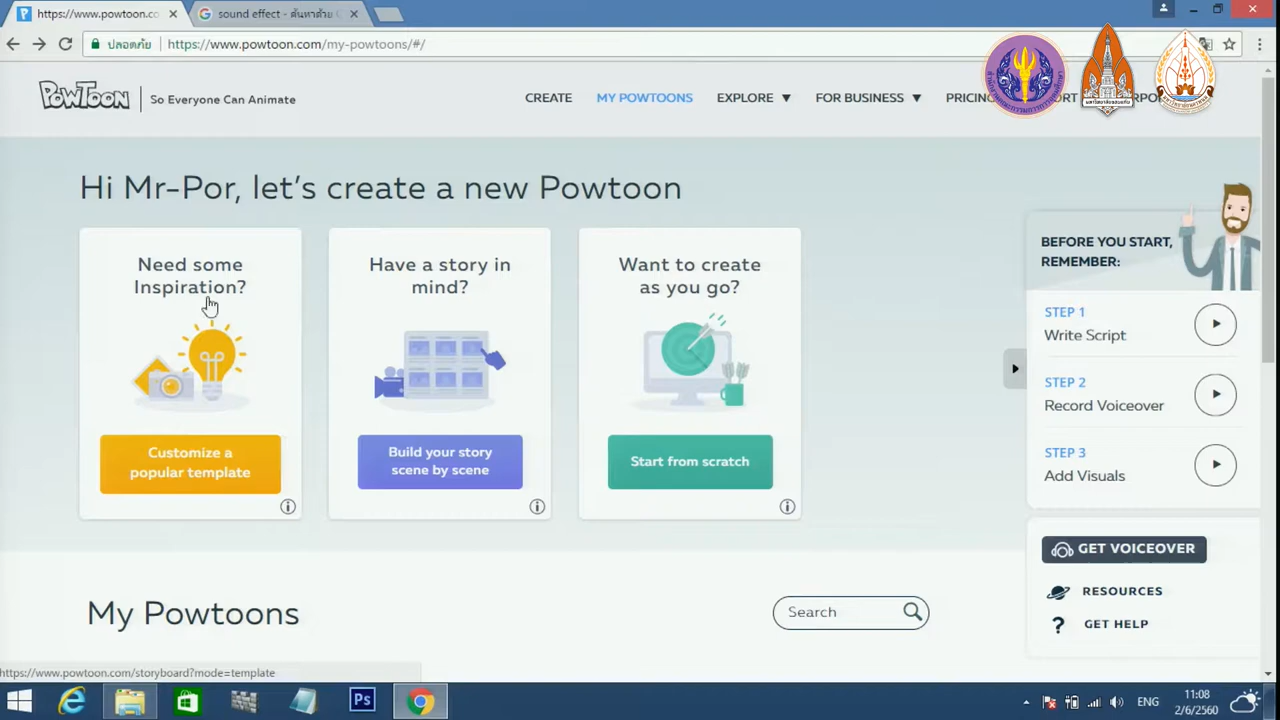 https://www.powtoon.co
sound effect - ค้นหาด้วย
ปลอดภัย
https://www.powtoon.com/my-powtoons/#/
PowToon
So Everyone Can Animate
CREATE
MY POWTOONS
EXPLORE ▼
FOR BUSINESS ▼
PRICING
Hi Mr-Por, let's create a new Powtoon
Need some
Inspiration?
Customize a
popular template
Have a story in
mind?
Build your story
scene by scene
Want to create
as you go?
Start from scratch
BEFORE YOU START,
REMEMBER:
STEP 1
Write Script
STEP 2
Record Voiceover
STEP 3
Add Visuals
GET VOICEOVER
RESOURCES
? GET HELP
My Powtoons
Search
https://www.powtoon.com/storyboard?mode=template
Ps
ENG
11:08
2/6/2560